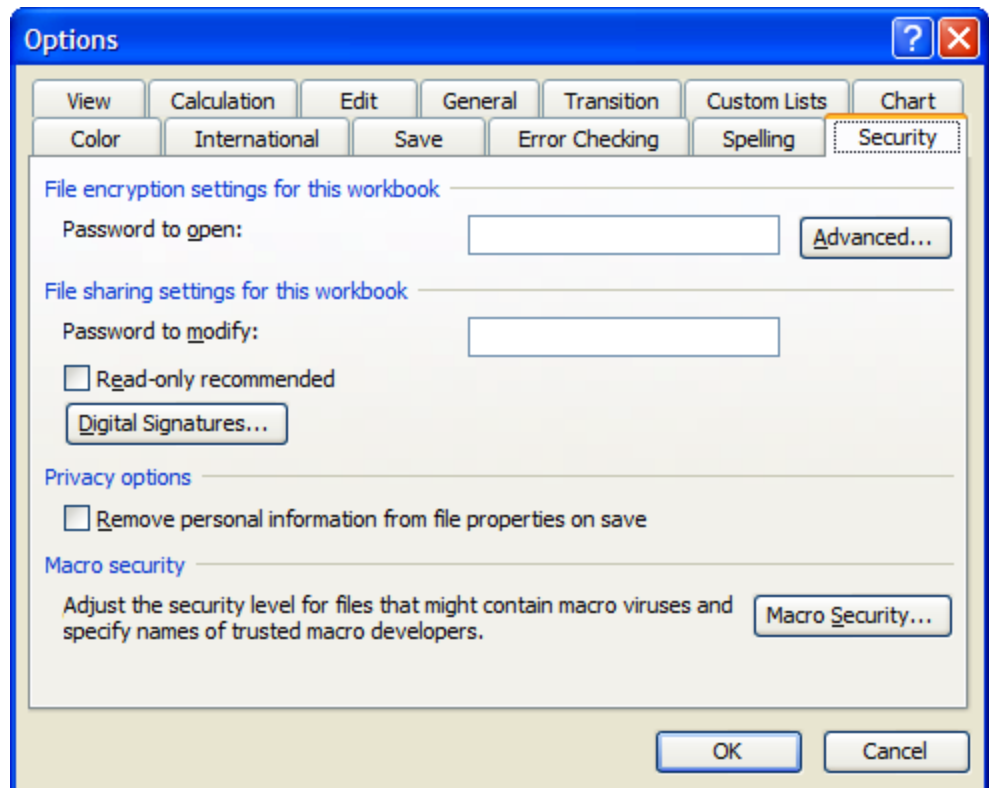 Options
View Calculation Edit General Transition Custom Lists Chart
Color International Save Error Checking Spelling Security
File encryption settings for this workbook
Password to open:
Advanced...
File sharing settings for this workbook
Password to modify:
Read-only recommended
Digital Signatures...
Privacy options
Remove personal information from file properties on save
Macro security
Adjust the security level for files that might contain macro viruses and
specify names of trusted macro developers.
Macro Security...
OK Cancel